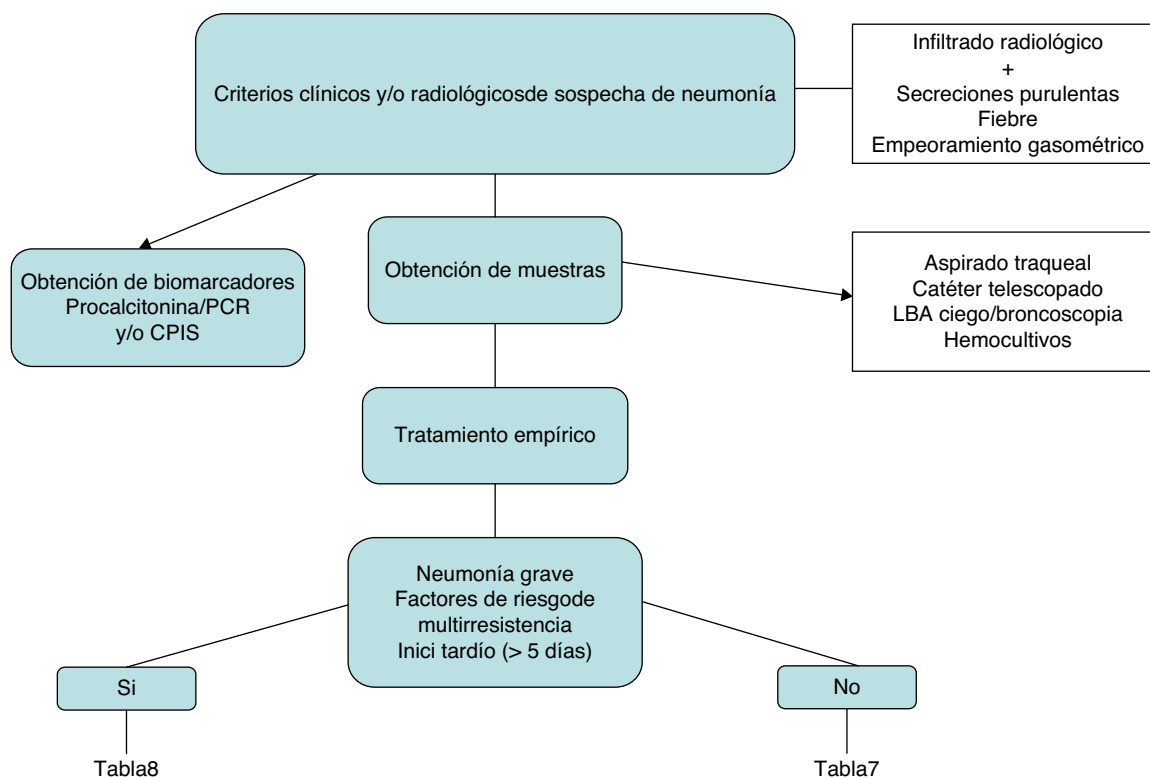 Criterios clínicos y/o radiológicosde sospecha de neumonía
Infiltrado radiológico
+
Secreciones purulentas
Fiebre
Empeoramiento gasométrico
Obtención de biomarcadores
Procalcitonina/PCR
y/o CPIS
Obtención de muestras
Aspirado traqueal
Catéter telescopado
LBA ciego/broncoscopia
Hemocultivos
Tratamiento empírico
Neumonía grave
Factores de riesgode
multirresistencia
Inici tardío (> 5 días)
Si
No
Tabla8
Tabla7